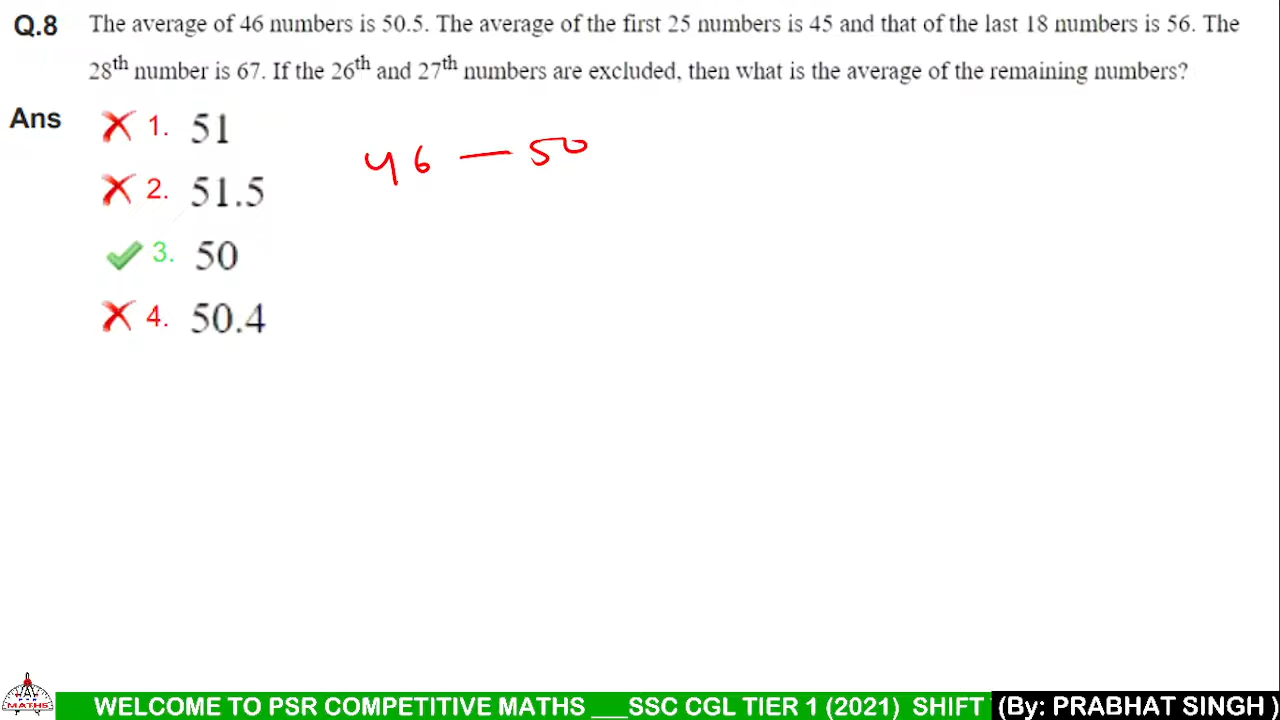 Q.8 The average of 46 numbers is 50.5. The average of the first 25 numbers is 45 and that of the last 18 numbers is 56. The
28th number is 67. If the 26th and 27th numbers are excluded, then what is the average of the remaining numbers?
Ans
1. 51
2. 51.5
3. 50
4. 50.4
46 — 50
MATHS
WELCOME TO PSR COMPETITIVE MATHS ___SSC CGL TIER 1 (2021) SHIFT (By: PRABHAT SINGH )